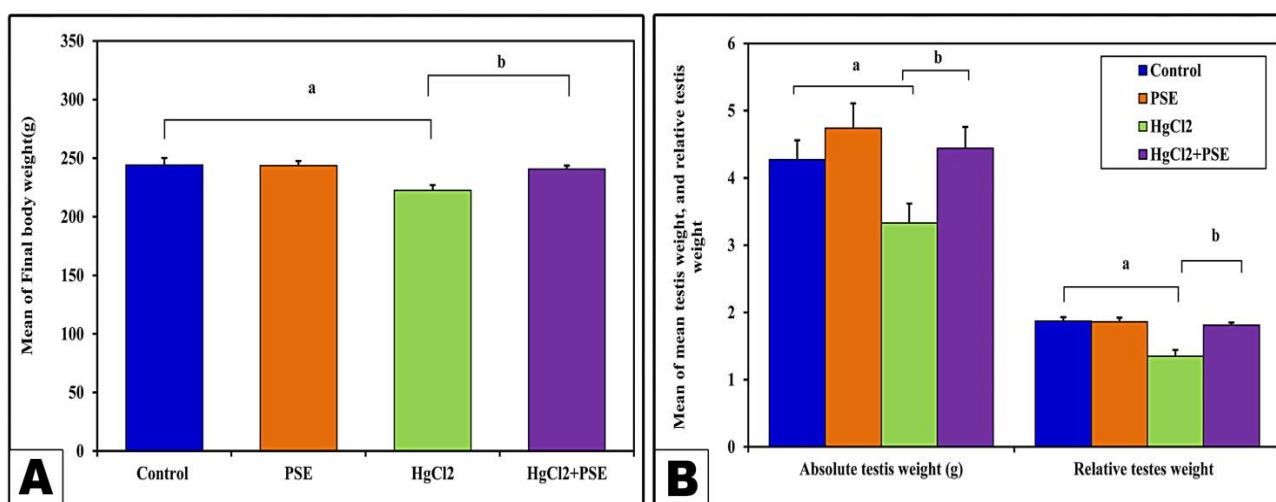 350
300
250
200
150
100
50
0
Mean of Final body weight(g)
a
b
Control
PSE
HgCl2
HgCl2+PSE
A
6
5
4
3
2
1
0
Mean of mean testis weight, and relative testis
weight
a
b
a
b
Control
PSE
HgCl2
HgCl2+PSE
Absolute testis weight (g)
Relative testes weight
B